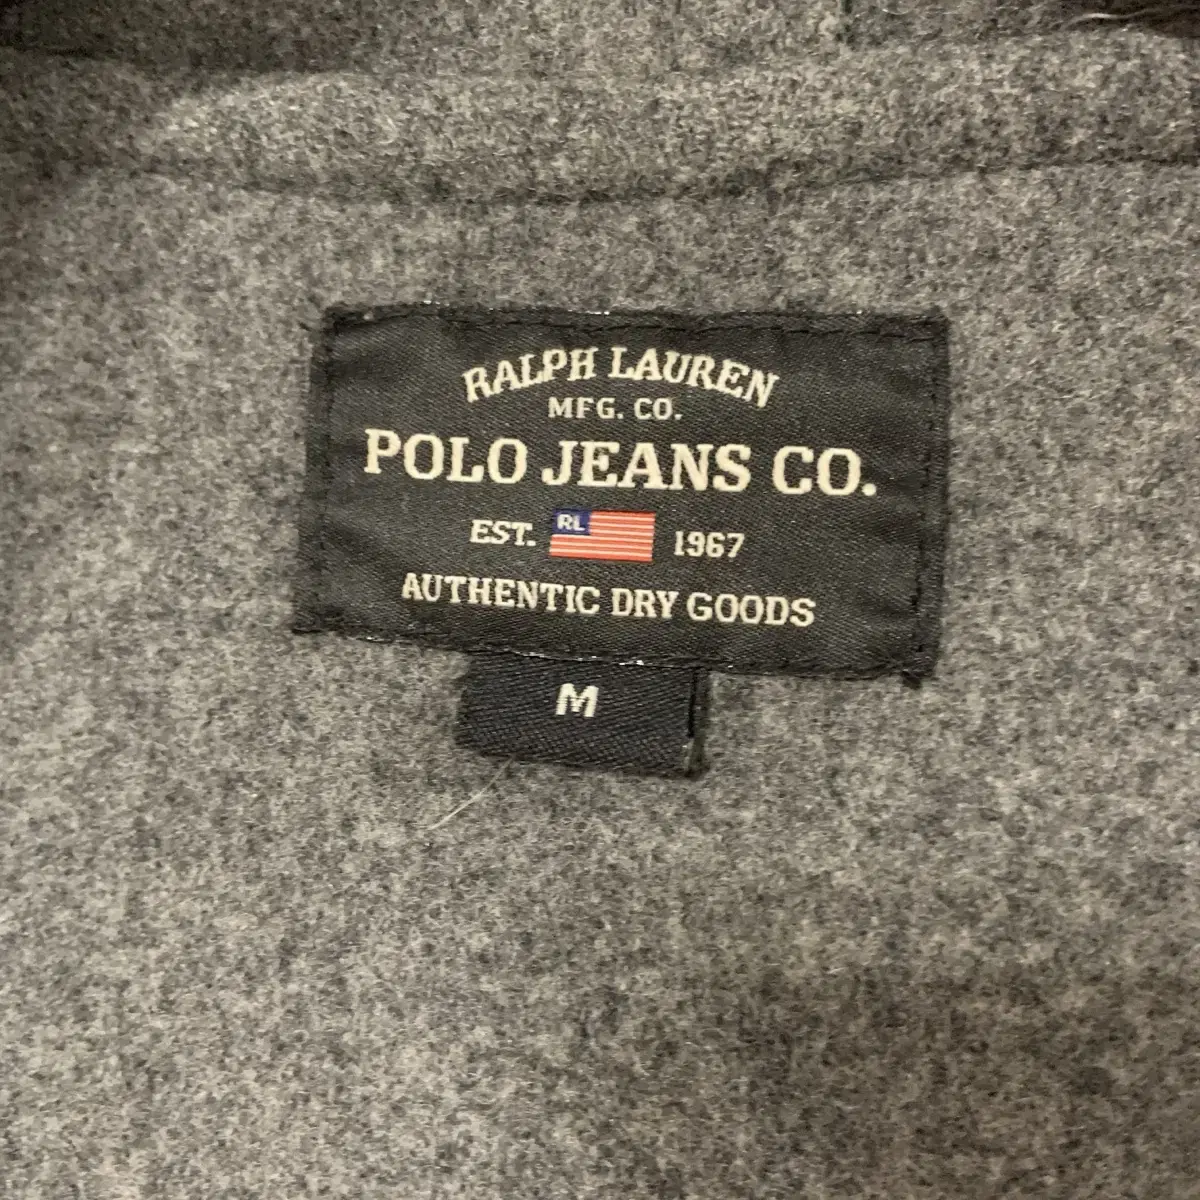 RALPH LAUREN
MFG. CO.
POLO JEANS CO.
EST. RL 1967
AUTHENTIC DRY GOODS
M